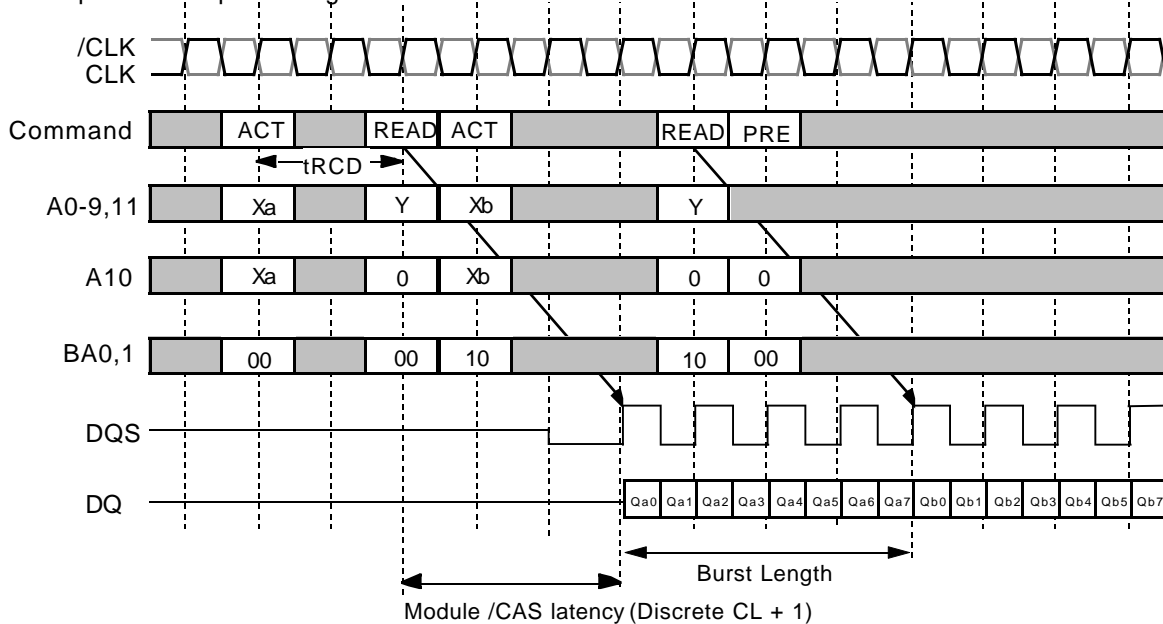 /CLK
CLK
Command ACT READ ACT READ PRE
tRCD
A0-9,11 Xa Y Xb Y
A10 Xa 0 Xb 0 0
BA0,1 00 00 10 10 00
DQS
DQ Qa0 Qa1 Qa2 Qa3 Qa4 Qa5 Qa6 Qa7 Qb0 Qb1 Qb2 Qb3 Qb4 Qb5 Qb7
Burst Length
Module /CAS latency (Discrete CL + 1)